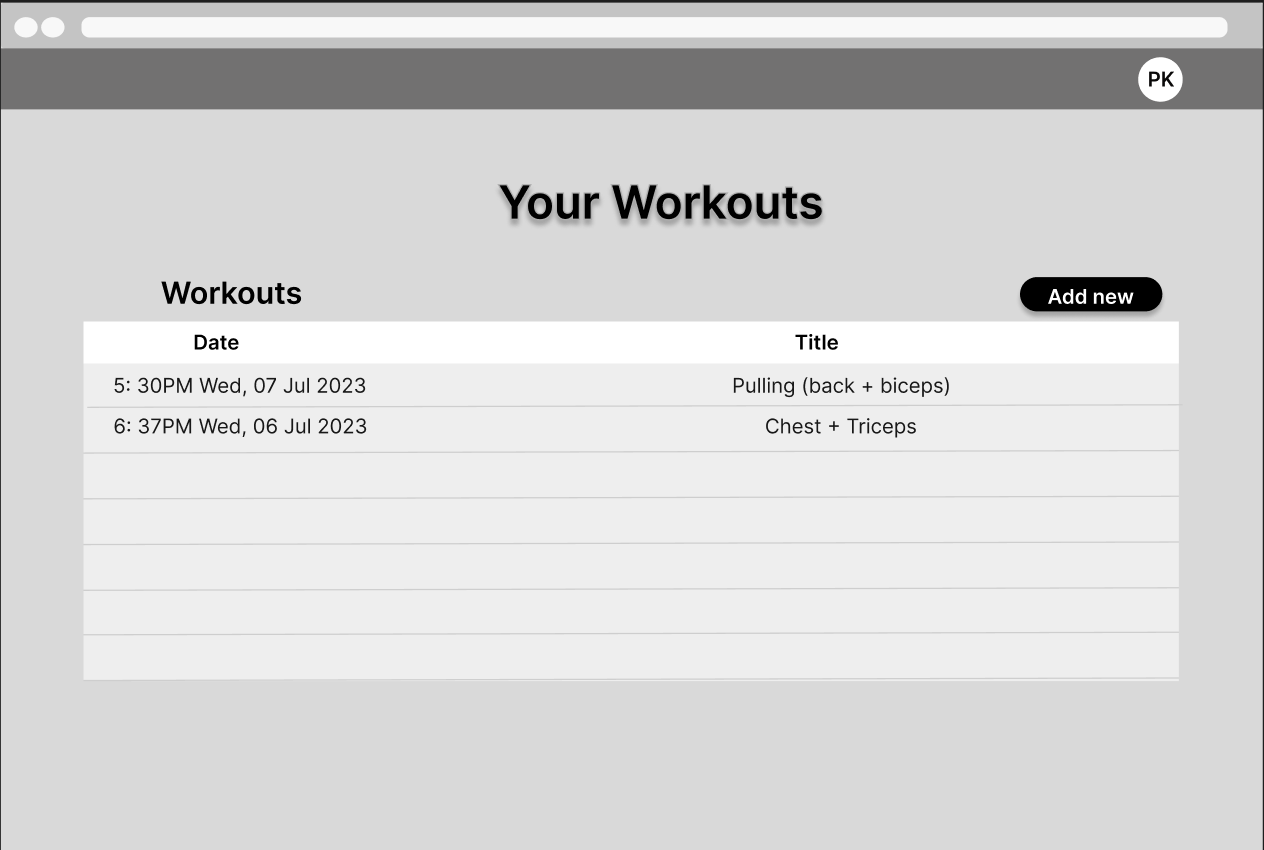 PK
Your Workouts
Workouts
Add new
Date Title
5: 30PM Wed, 07 Jul 2023 Pulling (back + biceps)
6: 37PM Wed, 06 Jul 2023 Chest + Triceps